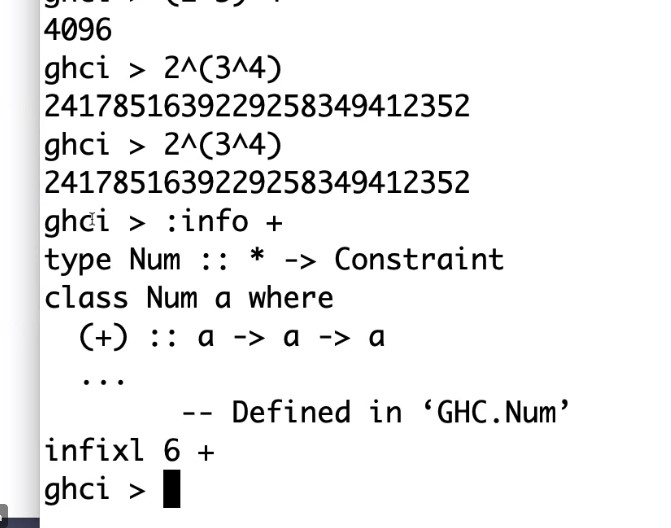 4096
ghci > 2^(3^4)
2417851639229258349412352
ghci > 2^(3^4)
2417851639229258349412352
ghci > :info +
type Num :: * -> Constraint
class Num a where
  (+) :: a -> a -> a
  ...
        -- Defined in ‘GHC.Num’
infixl 6 +
ghci >